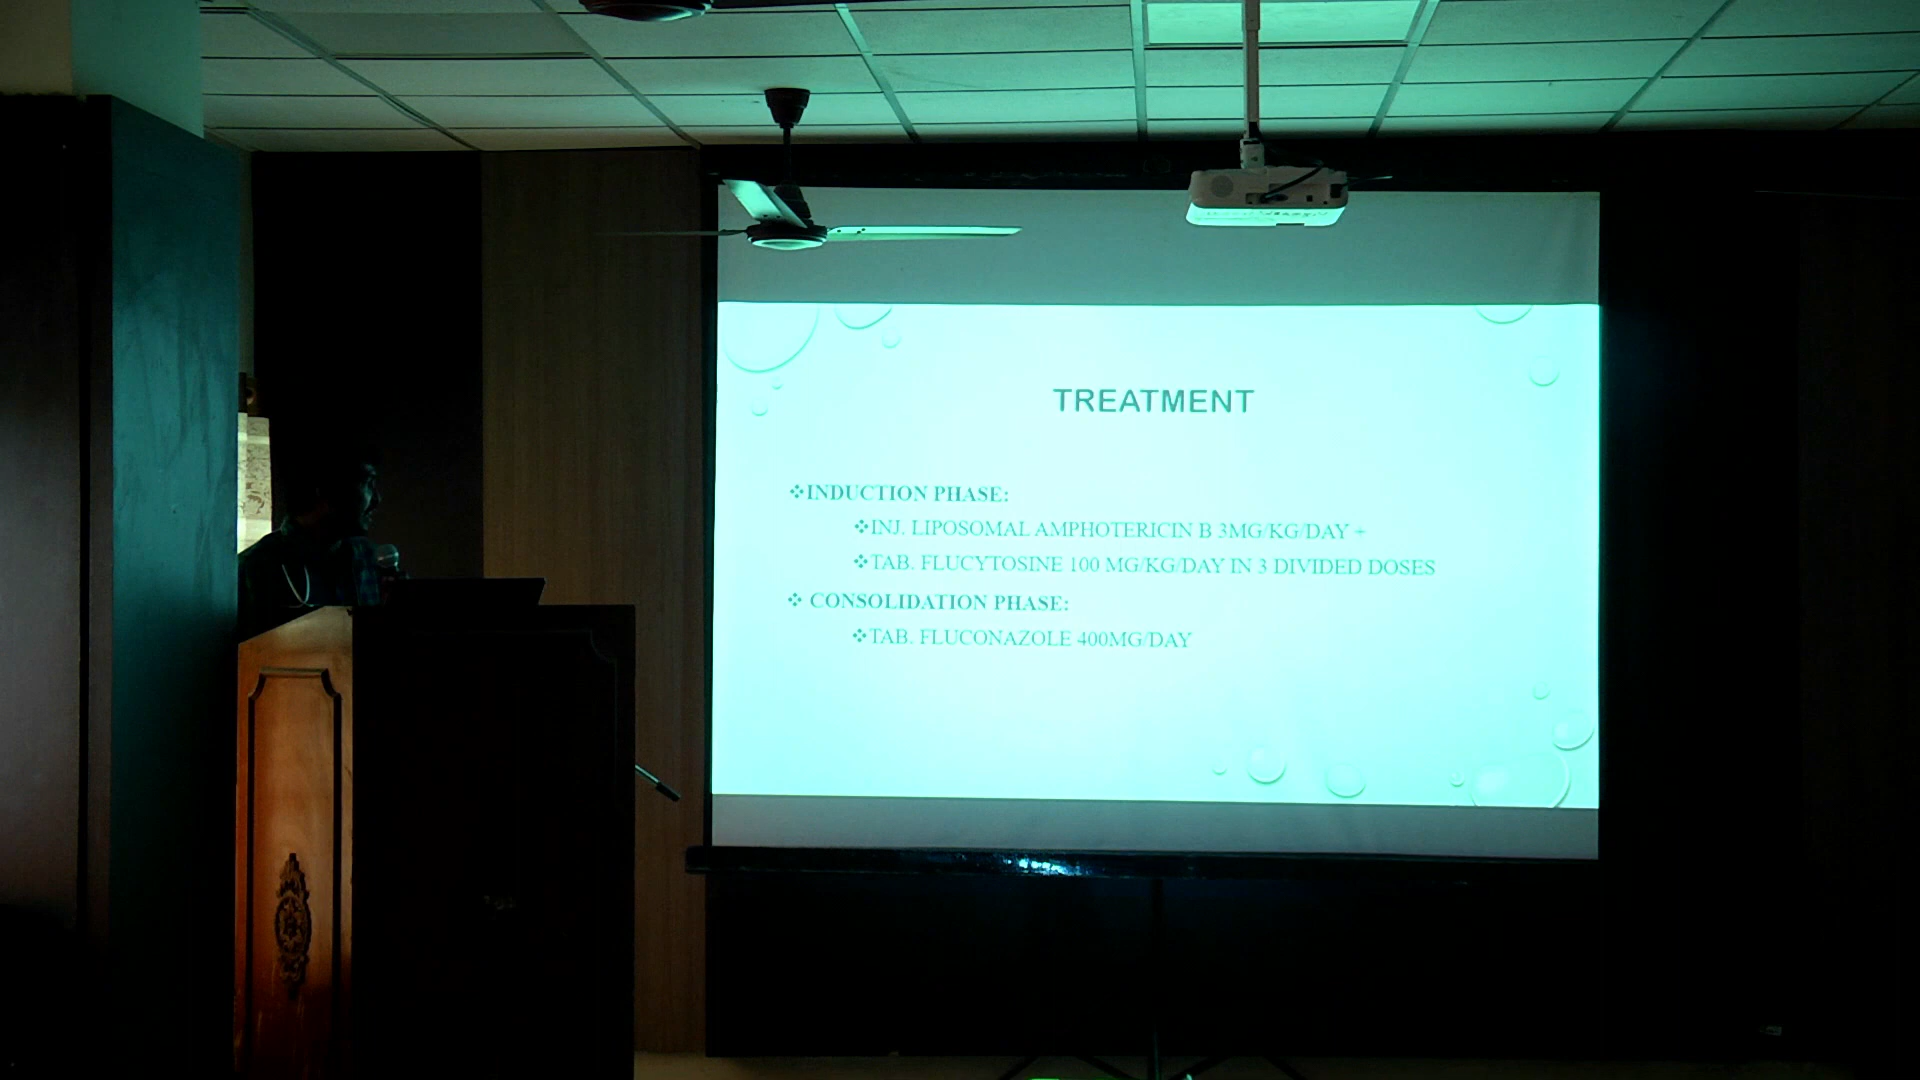 TREATMENT
❖INDUCTION PHASE:
❖INJ. LIPOSOMAL AMPHOTERICIN B 3MG/KG/DAY +
❖TAB. FLUCYTOSINE 100 MG/KG/DAY IN 3 DIVIDED DOSES
❖ CONSOLIDATION PHASE:
❖TAB. FLUCONAZOLE 400MG/DAY